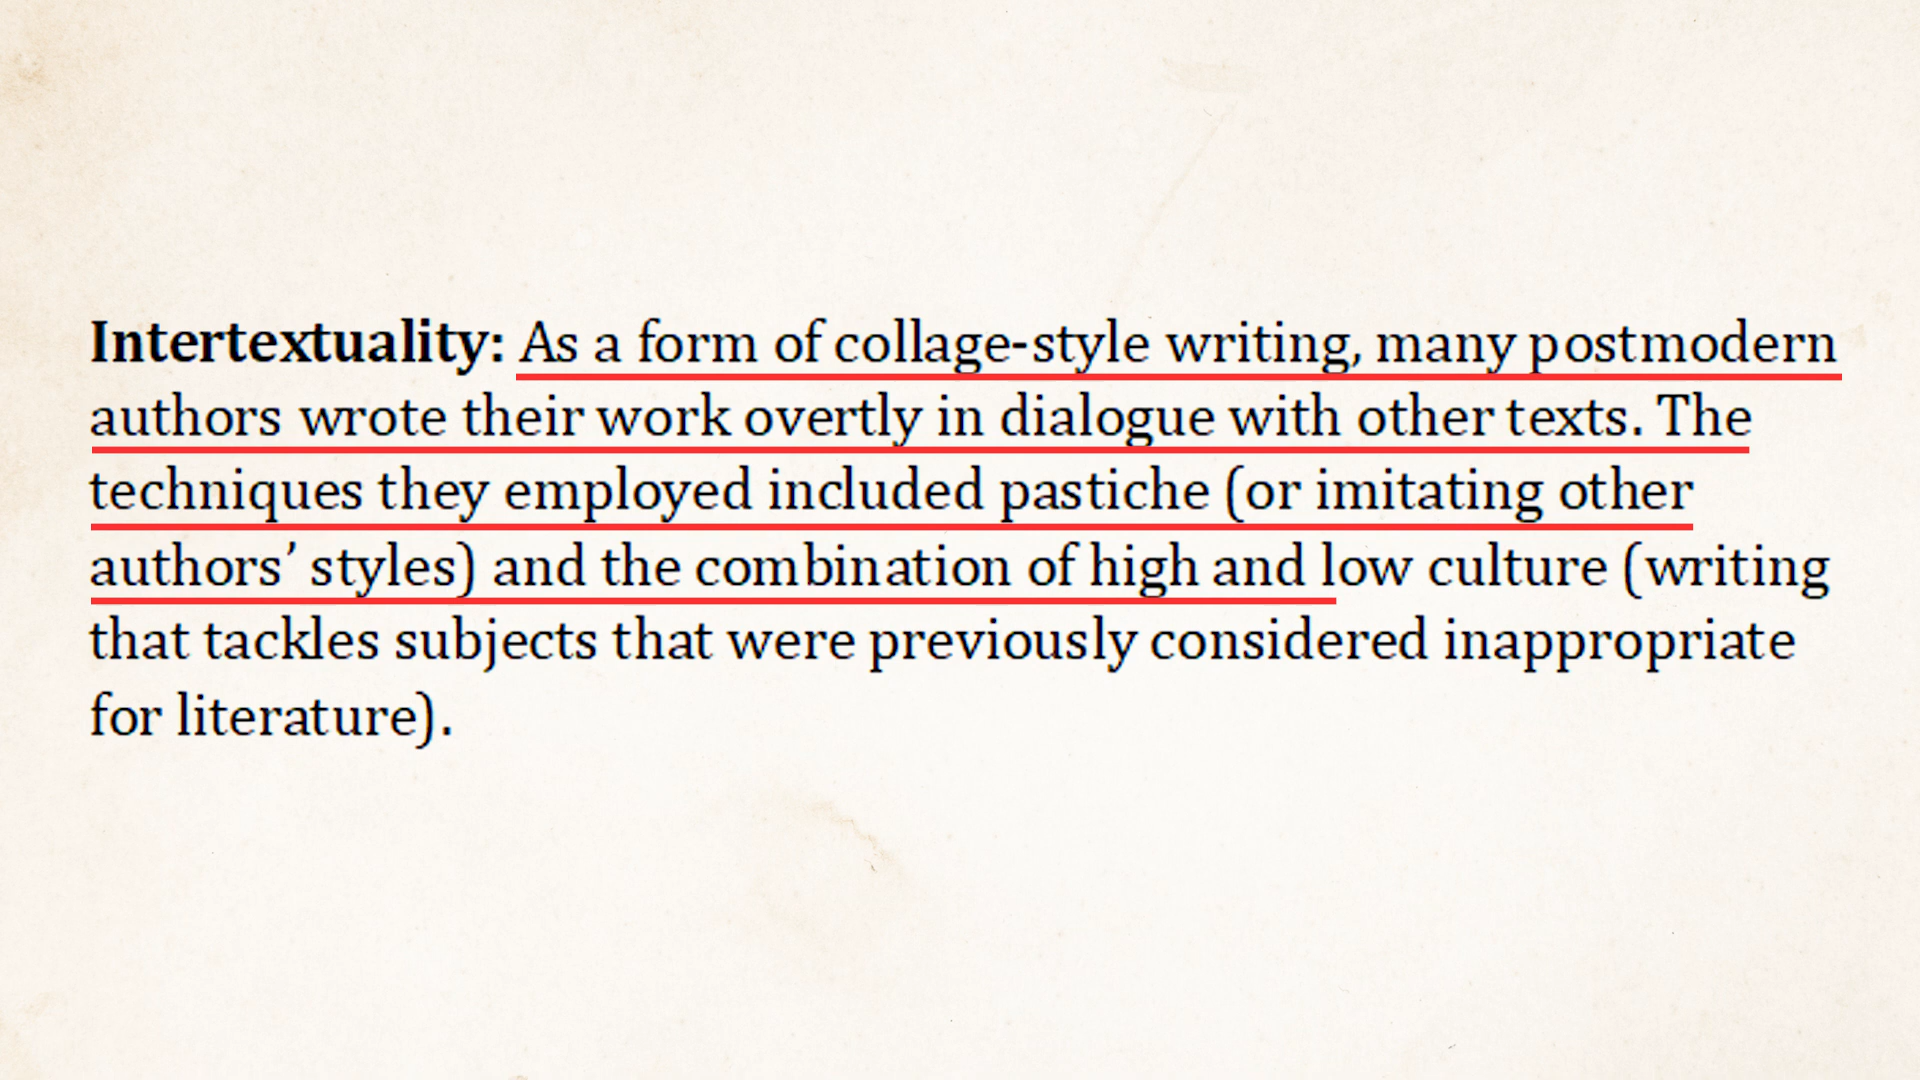 Intertextuality: As a form of collage-style writing, many postmodern
authors wrote their work overtly in dialogue with other texts. The
techniques they employed included pastiche (or imitating other
authors’ styles) and the combination of high and low culture (writing
that tackles subjects that were previously considered inappropriate
for literature).